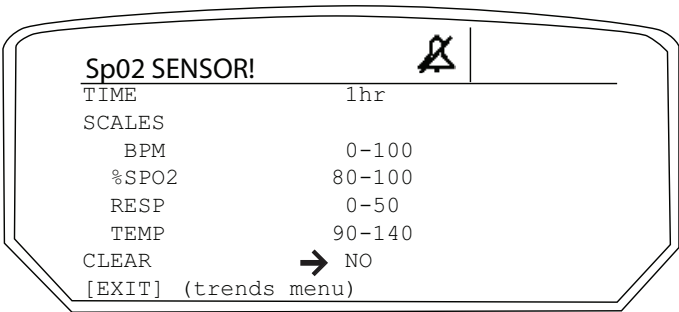 Sp02 SENSOR!
TIME 1hr
SCALES
BPM 0-100
%SPO2 80-100
RESP 0-50
TEMP 90-140
CLEAR → NO
[EXIT] (trends menu)